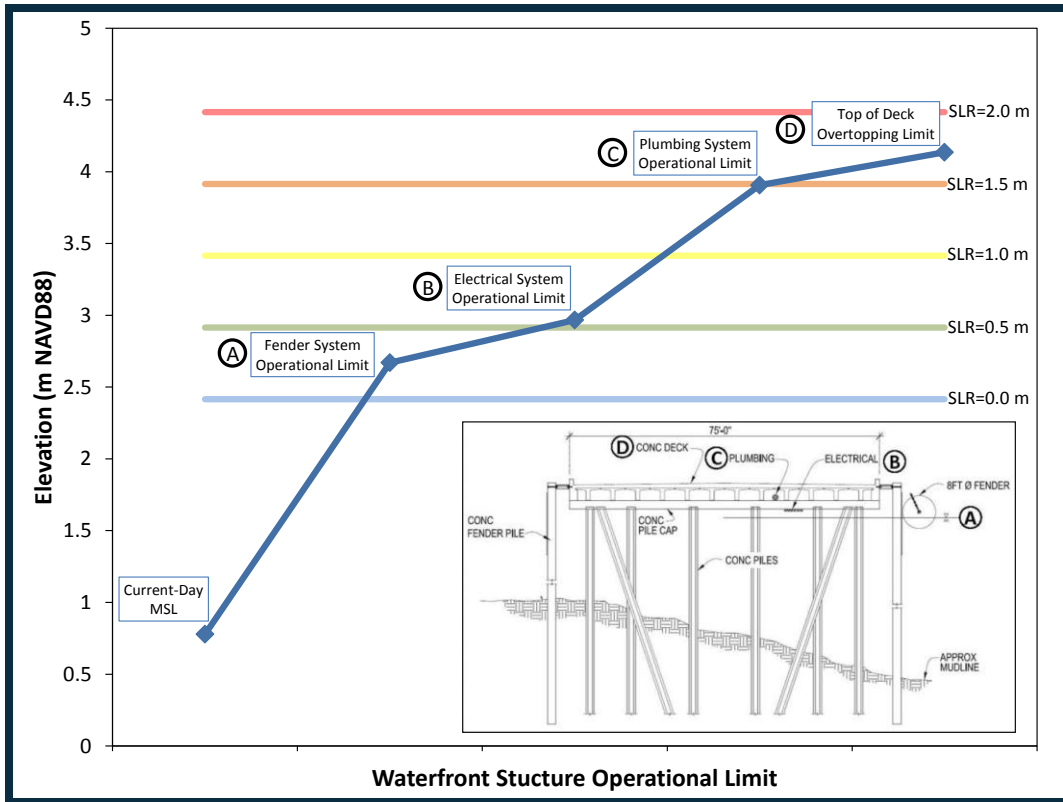 5
4.5
4
3.5
3
2.5
2
1.5
1
0.5
0
Elevation (m NAVD88)
Waterfront Stucture Operational Limit
SLR=2.0 m
SLR=1.5 m
SLR=1.0 m
SLR=0.5 m
SLR=0.0 m
D
Top of Deck
Overtopping Limit
C
Plumbing System
Operational Limit
B
Electrical System
Operational Limit
A
Fender System
Operational Limit
Current-Day
MSL
75'-0"
D CONC DECK
C PLUMBING
ELECTRICAL B
8FT Ø FENDER
A
CONC
FENDER PILE
CONC
PILE CAP
CONC PILES
APPROX
MUDLINE